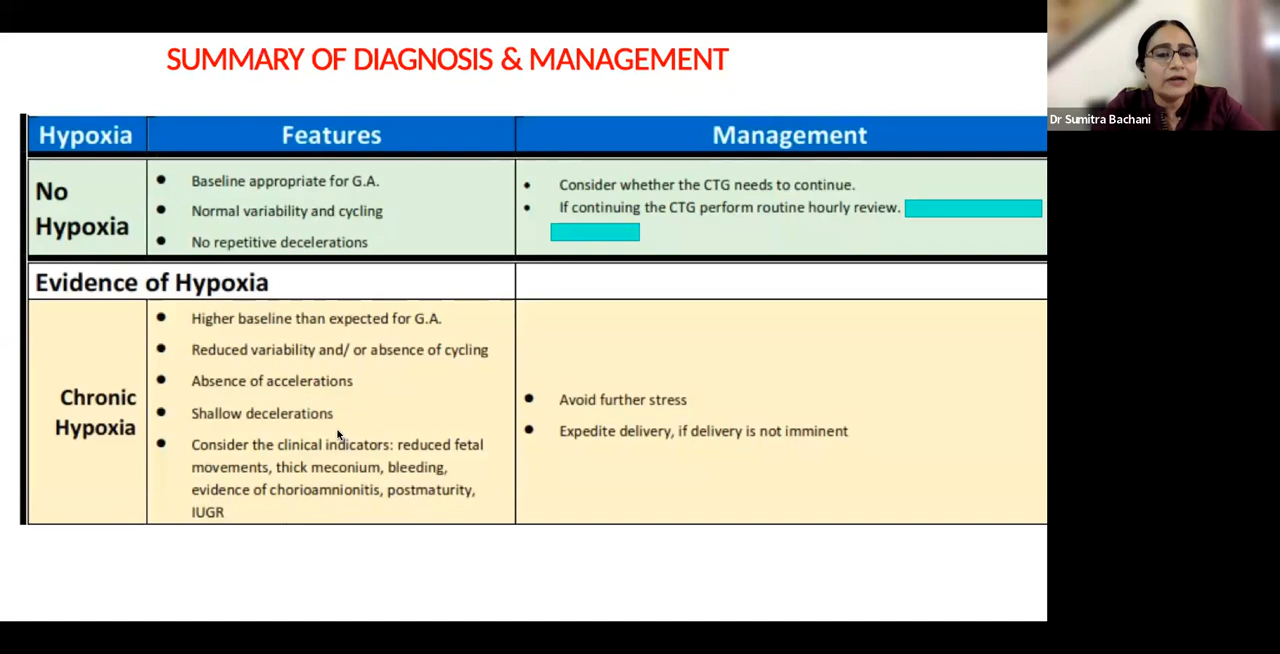 SUMMARY OF DIAGNOSIS & MANAGEMENT
Dr Sumitra Bachani
Hypoxia Features Management
No Hypoxia
Baseline appropriate for G.A.
Normal variability and cycling
No repetitive decelerations
Consider whether the CTG needs to continue.
If continuing the CTG perform routine hourly review.
Evidence of Hypoxia
Chronic
Hypoxia
Higher baseline than expected for G.A.
Reduced variability and/ or absence of cycling
Absence of accelerations
Shallow decelerations
Consider the clinical indicators: reduced fetal
movements, thick meconium, bleeding,
evidence of chorioamnionitis, postmaturity,
IUGR
Avoid further stress
Expedite delivery, if delivery is not imminent